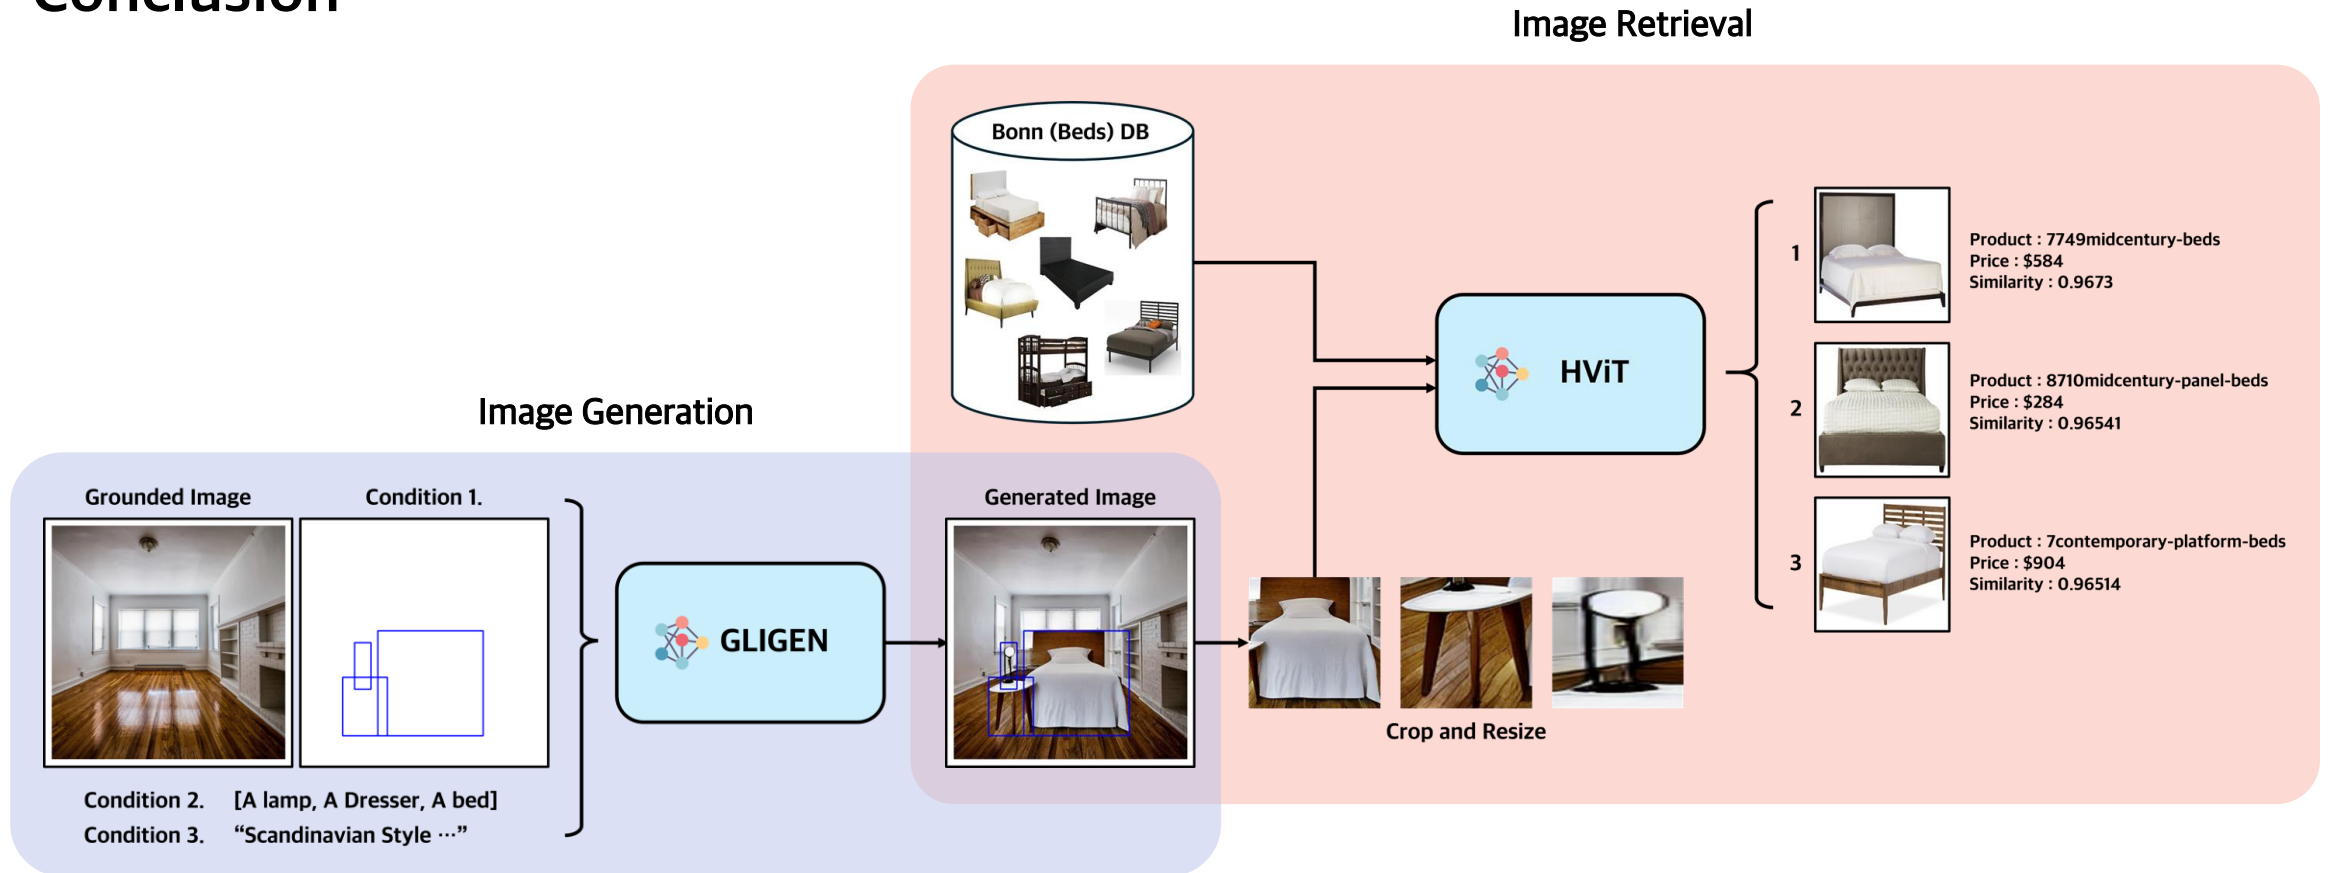 Conclusion
Image Retrieval
Bonn (Beds) DB
1
Product : 7749midcentury-beds
Price : $584
Similarity : 0.9673
HViT
2
Product : 8710midcentury-panel-beds
Price : $284
Similarity : 0.96541
3
Product : 7contemporary-platform-beds
Price : $904
Similarity : 0.96514
Image Generation
Grounded Image
Condition 1.
Generated Image
GLIGEN
Crop and Resize
Condition 2. [A lamp, A Dresser, A bed]
Condition 3. “Scandinavian Style ⋯”